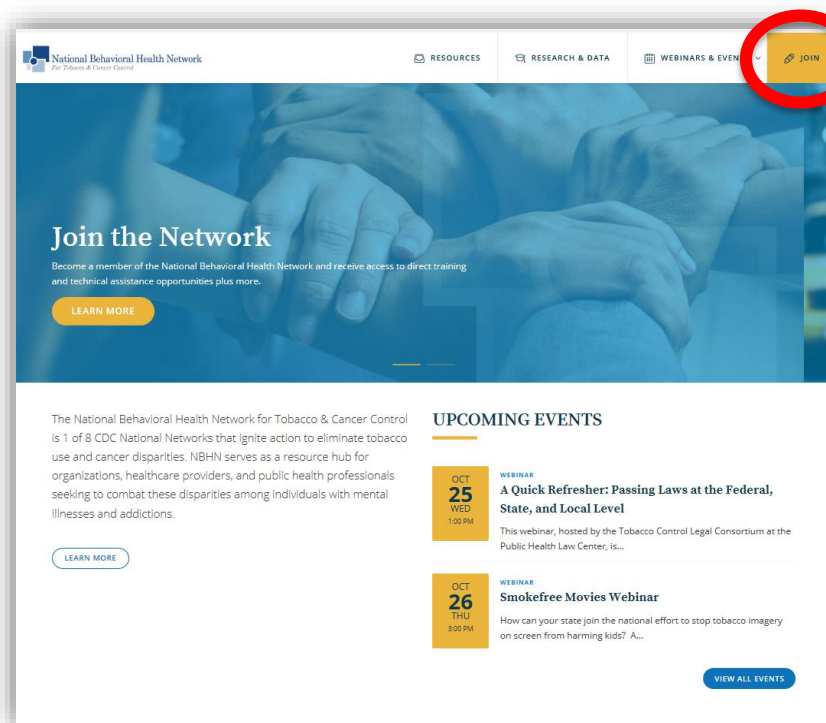 National Behavioral Health Network
For Tobacco & Cancer Control
RESOURCES
RESEARCH & DATA
WEBINARS & EVEN
JOIN
Join the Network
Become a member of the National Behavioral Health Network and receive access to direct training
and technical assistance opportunities plus more.
LEARN MORE
The National Behavioral Health Network for Tobacco & Cancer Control
is 1 of 8 CDC National Networks that ignite action to eliminate tobacco
use and cancer disparities. NBHN serves as a resource hub for
organizations, healthcare providers, and public health professionals
seeking to combat these disparities among individuals with mental
illnesses and addictions.
LEARN MORE
UPCOMING EVENTS
OCT
25
WED
1:00 PM
WEBINAR
A Quick Refresher: Passing Laws at the Federal,
State, and Local Level
This webinar, hosted by the Tobacco Control Legal Consortium at the
Public Health Law Center, is...
OCT
26
THU
3:00 PM
WEBINAR
Smokefree Movies Webinar
How can your state join the national effort to stop tobacco imagery
on screen from harming kids? A...
VIEW ALL EVENTS